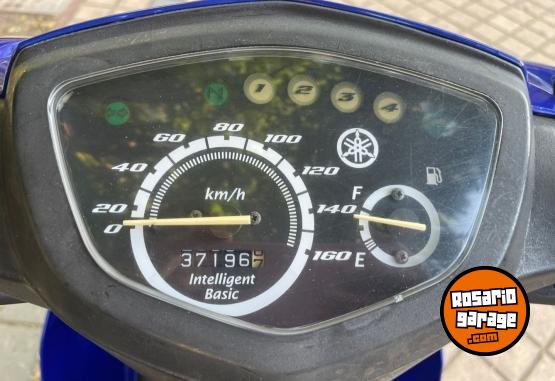 N 1 2 3 4
0 20 40 60 80 100 120 140 160
km/h
37196
Intelligent
Basic
F
E
ROSARIO
garage
.com